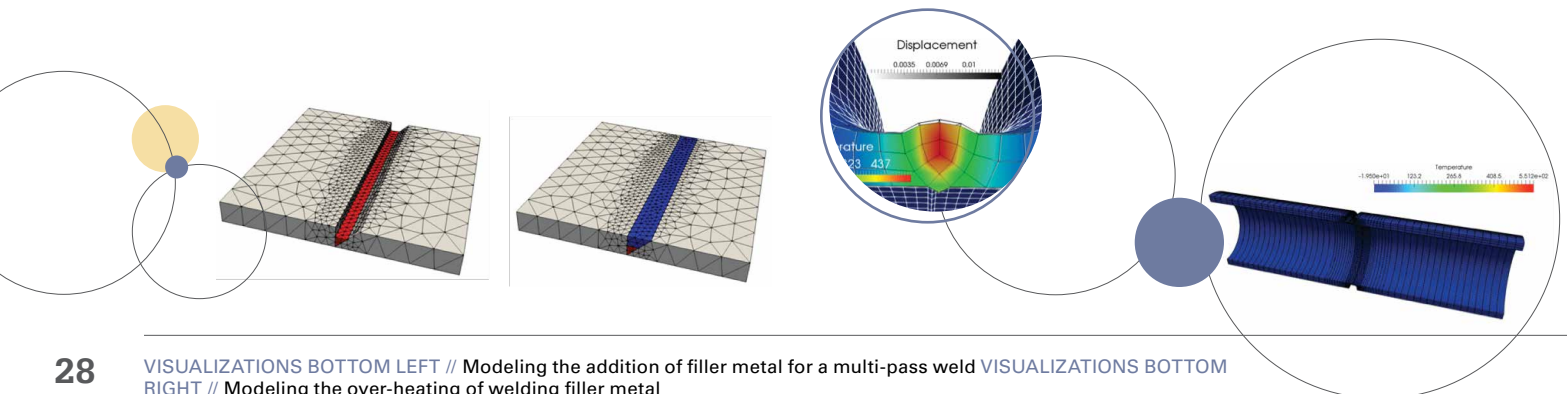 Displacement
0.0035 0.0069 0.01
rature
23 437
Temperature
-1.950e+01 123.2 265.8 408.5 5.512e+02
28
VISUALIZATIONS BOTTOM LEFT // Modeling the addition of filler metal for a multi-pass weld VISUALIZATIONS BOTTOM
RIGHT // Modeling the over-heating of welding filler metal